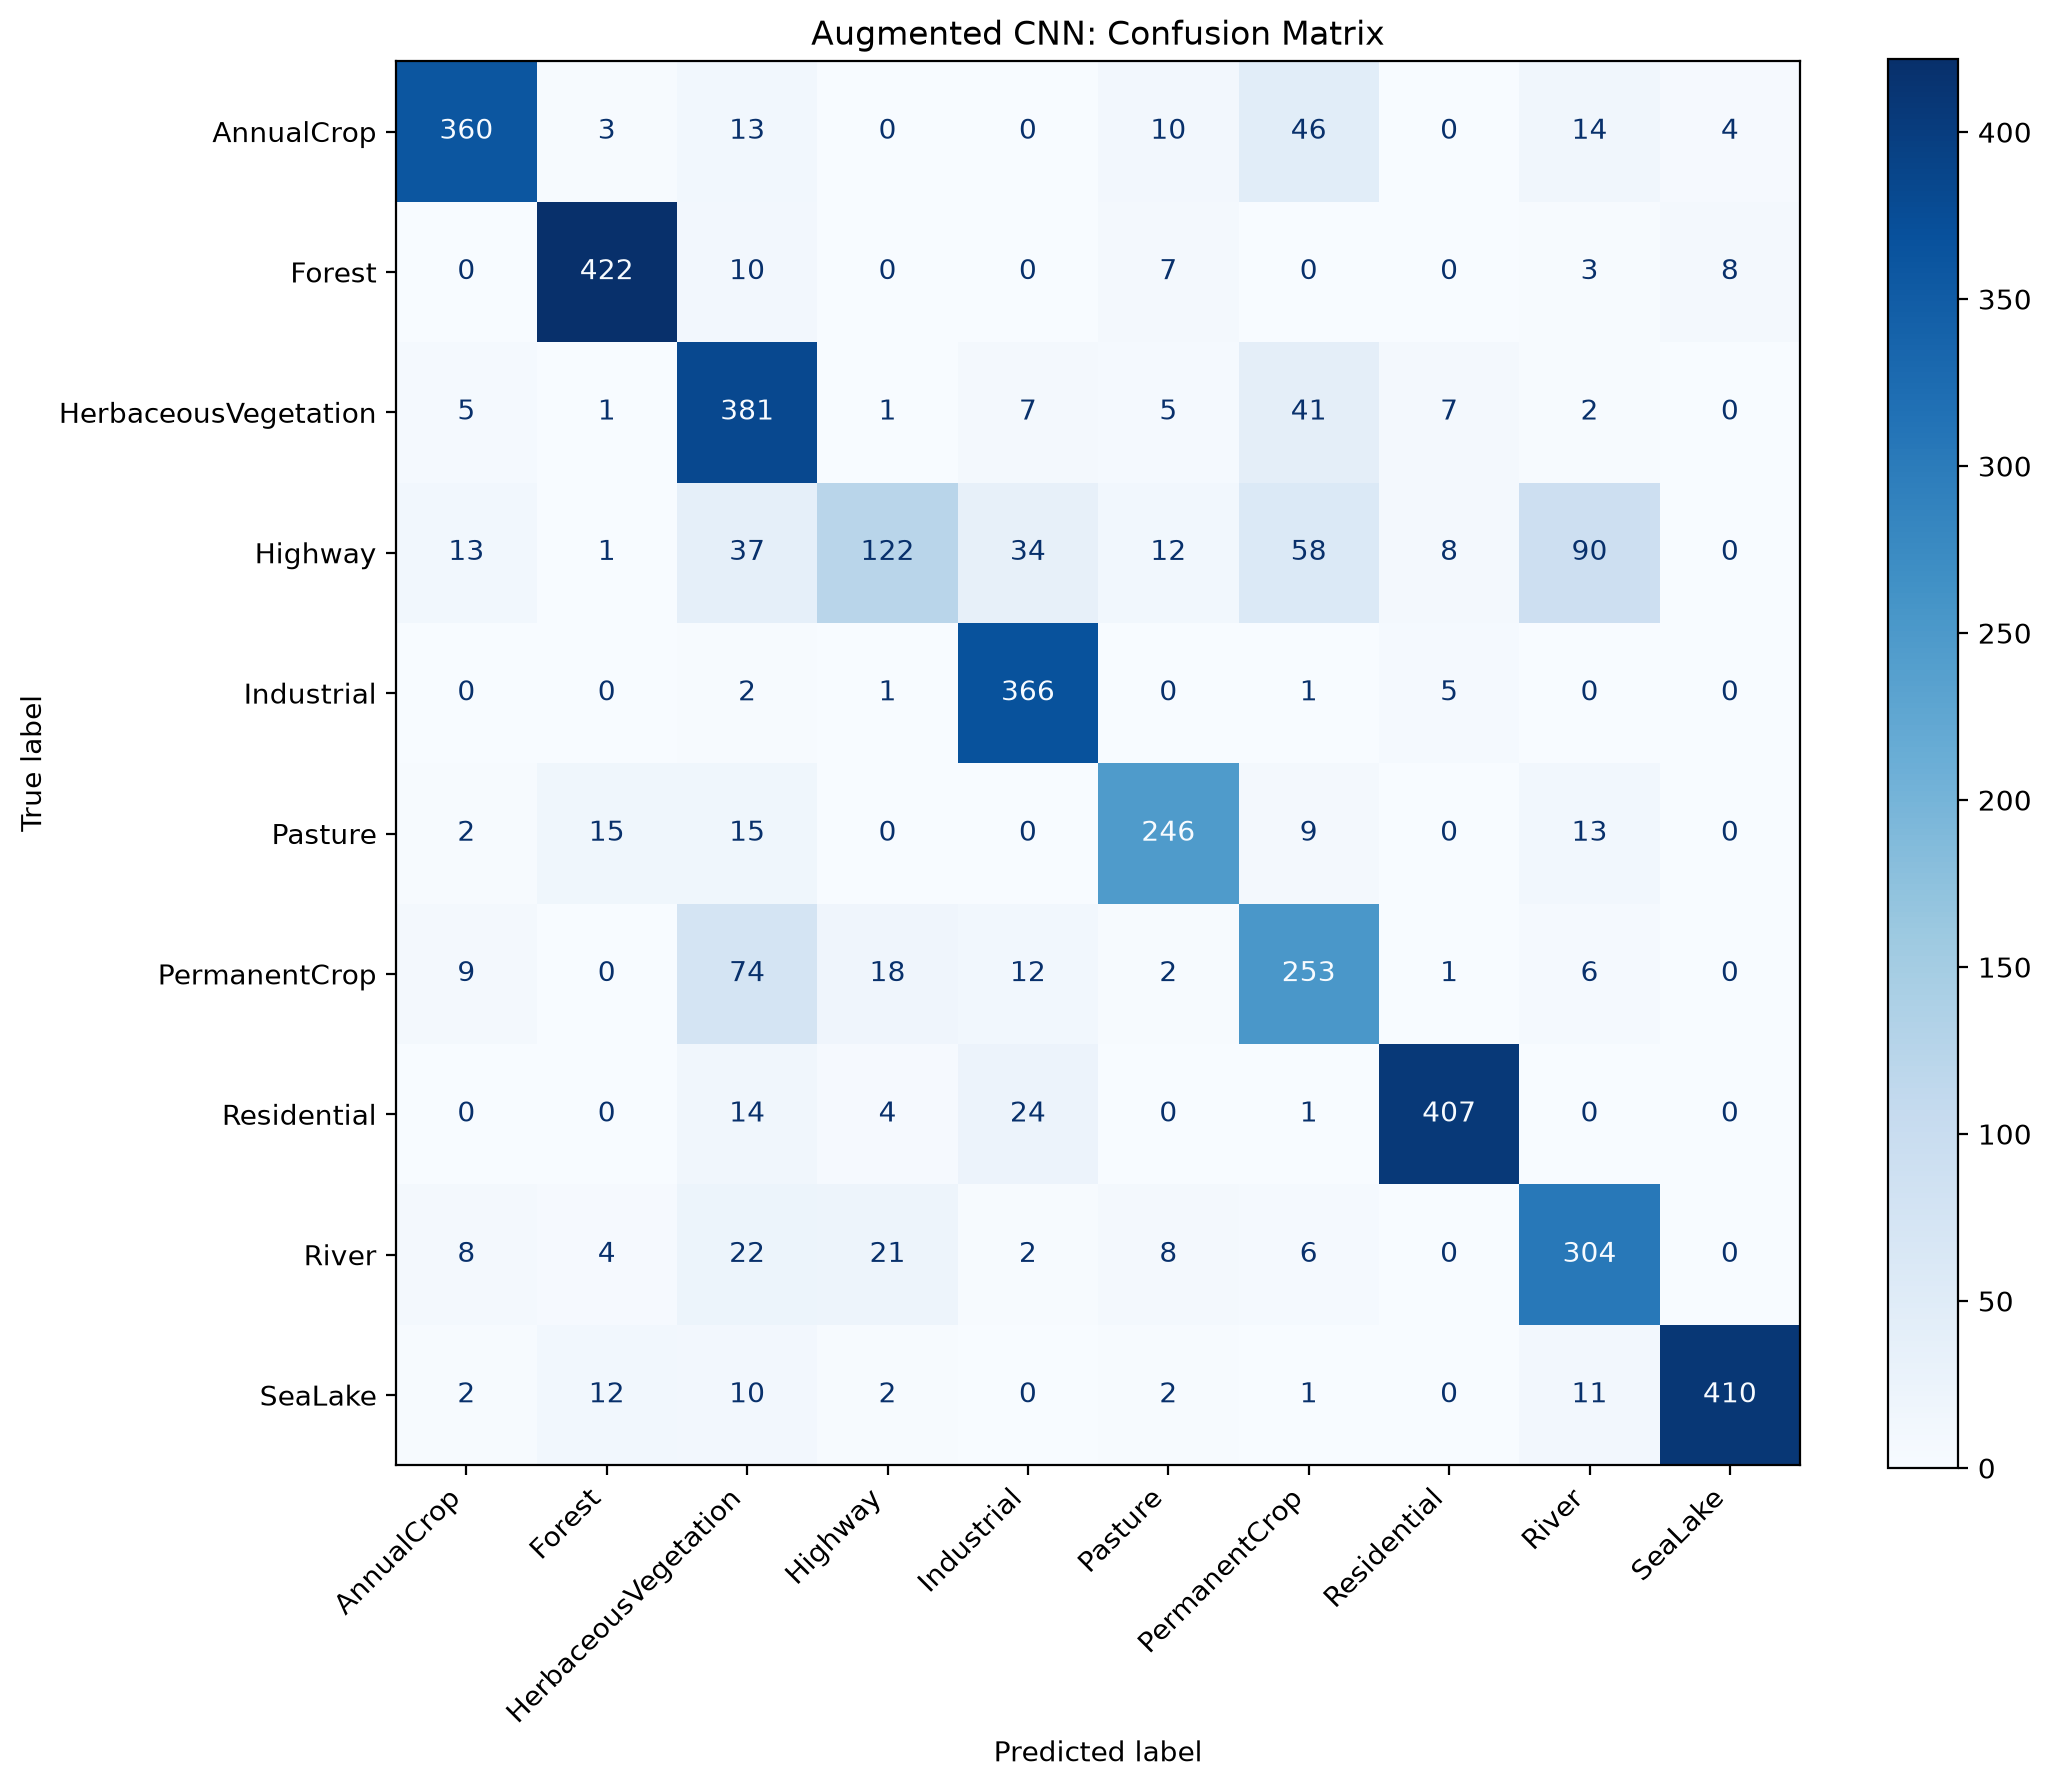 Augmented CNN: Confusion Matrix
AnnualCrop 360 3 13 0 0 10 46 0 14 4
Forest 0 422 10 0 0 7 0 0 3 8
HerbaceousVegetation 5 1 381 1 7 5 41 7 2 0
Highway 13 1 37 122 34 12 58 8 90 0
Industrial 0 0 2 1 366 0 1 5 0 0
Pasture 2 15 15 0 0 246 9 0 13 0
PermanentCrop 9 0 74 18 12 2 253 1 6 0
Residential 0 0 14 4 24 0 1 407 0 0
River 8 4 22 21 2 8 6 0 304 0
SeaLake 2 12 10 2 0 2 1 0 11 410
True label
AnnualCrop
Forest
HerbaceousVegetation
Highway
Industrial
Pasture
PermanentCrop
Residential
River
SeaLake
Predicted label
400
350
300
250
200
150
100
50
0